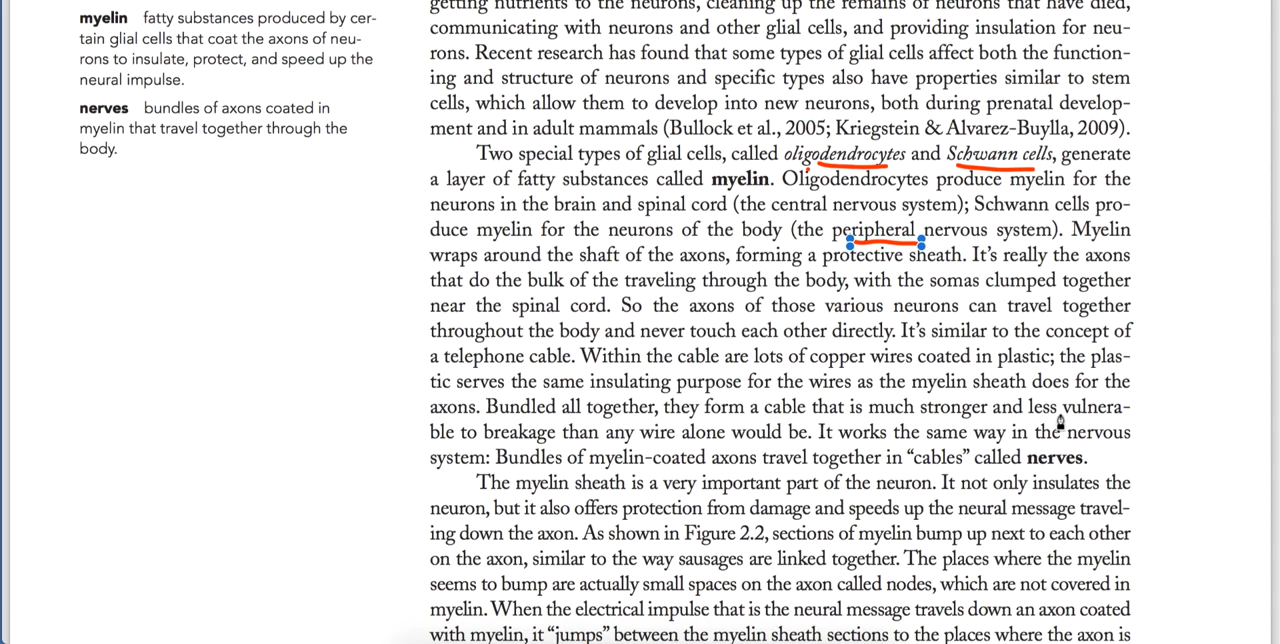 myelin fatty substances produced by cer-
tain glial cells that coat the axons of neu-
rons to insulate, protect, and speed up the
neural impulse.
nerves bundles of axons coated in
myelin that travel together through the
body.
getting nutrients to the neurons, cleaning up the remains of neurons that have died,
communicating with neurons and other glial cells, and providing insulation for neu-
rons. Recent research has found that some types of glial cells affect both the function-
ing and structure of neurons and specific types also have properties similar to stem
cells, which allow them to develop into new neurons, both during prenatal develop-
ment and in adult mammals (Bullock et al., 2005; Kriegstein & Alvarez-Buylla, 2009).
Two special types of glial cells, called oligodendrocytes and Schwann cells, generate
a layer of fatty substances called myelin. Oligodendrocytes produce myelin for the
neurons in the brain and spinal cord (the central nervous system); Schwann cells pro-
duce myelin for the neurons of the body (the peripheral nervous system). Myelin
wraps around the shaft of the axons, forming a protective sheath. It’s really the axons
that do the bulk of the traveling through the body, with the somas clumped together
near the spinal cord. So the axons of those various neurons can travel together
throughout the body and never touch each other directly. It’s similar to the concept of
a telephone cable. Within the cable are lots of copper wires coated in plastic; the plas-
tic serves the same insulating purpose for the wires as the myelin sheath does for the
axons. Bundled all together, they form a cable that is much stronger and less vulnera-
ble to breakage than any wire alone would be. It works the same way in the nervous
system: Bundles of myelin-coated axons travel together in “cables” called nerves.
The myelin sheath is a very important part of the neuron. It not only insulates the
neuron, but it also offers protection from damage and speeds up the neural message travel-
ing down the axon. As shown in Figure 2.2, sections of myelin bump up next to each other
on the axon, similar to the way sausages are linked together. The places where the myelin
seems to bump are actually small spaces on the axon called nodes, which are not covered in
myelin. When the electrical impulse that is the neural message travels down an axon coated
with myelin, it “jumps” between the myelin sheath sections to the places where the axon is